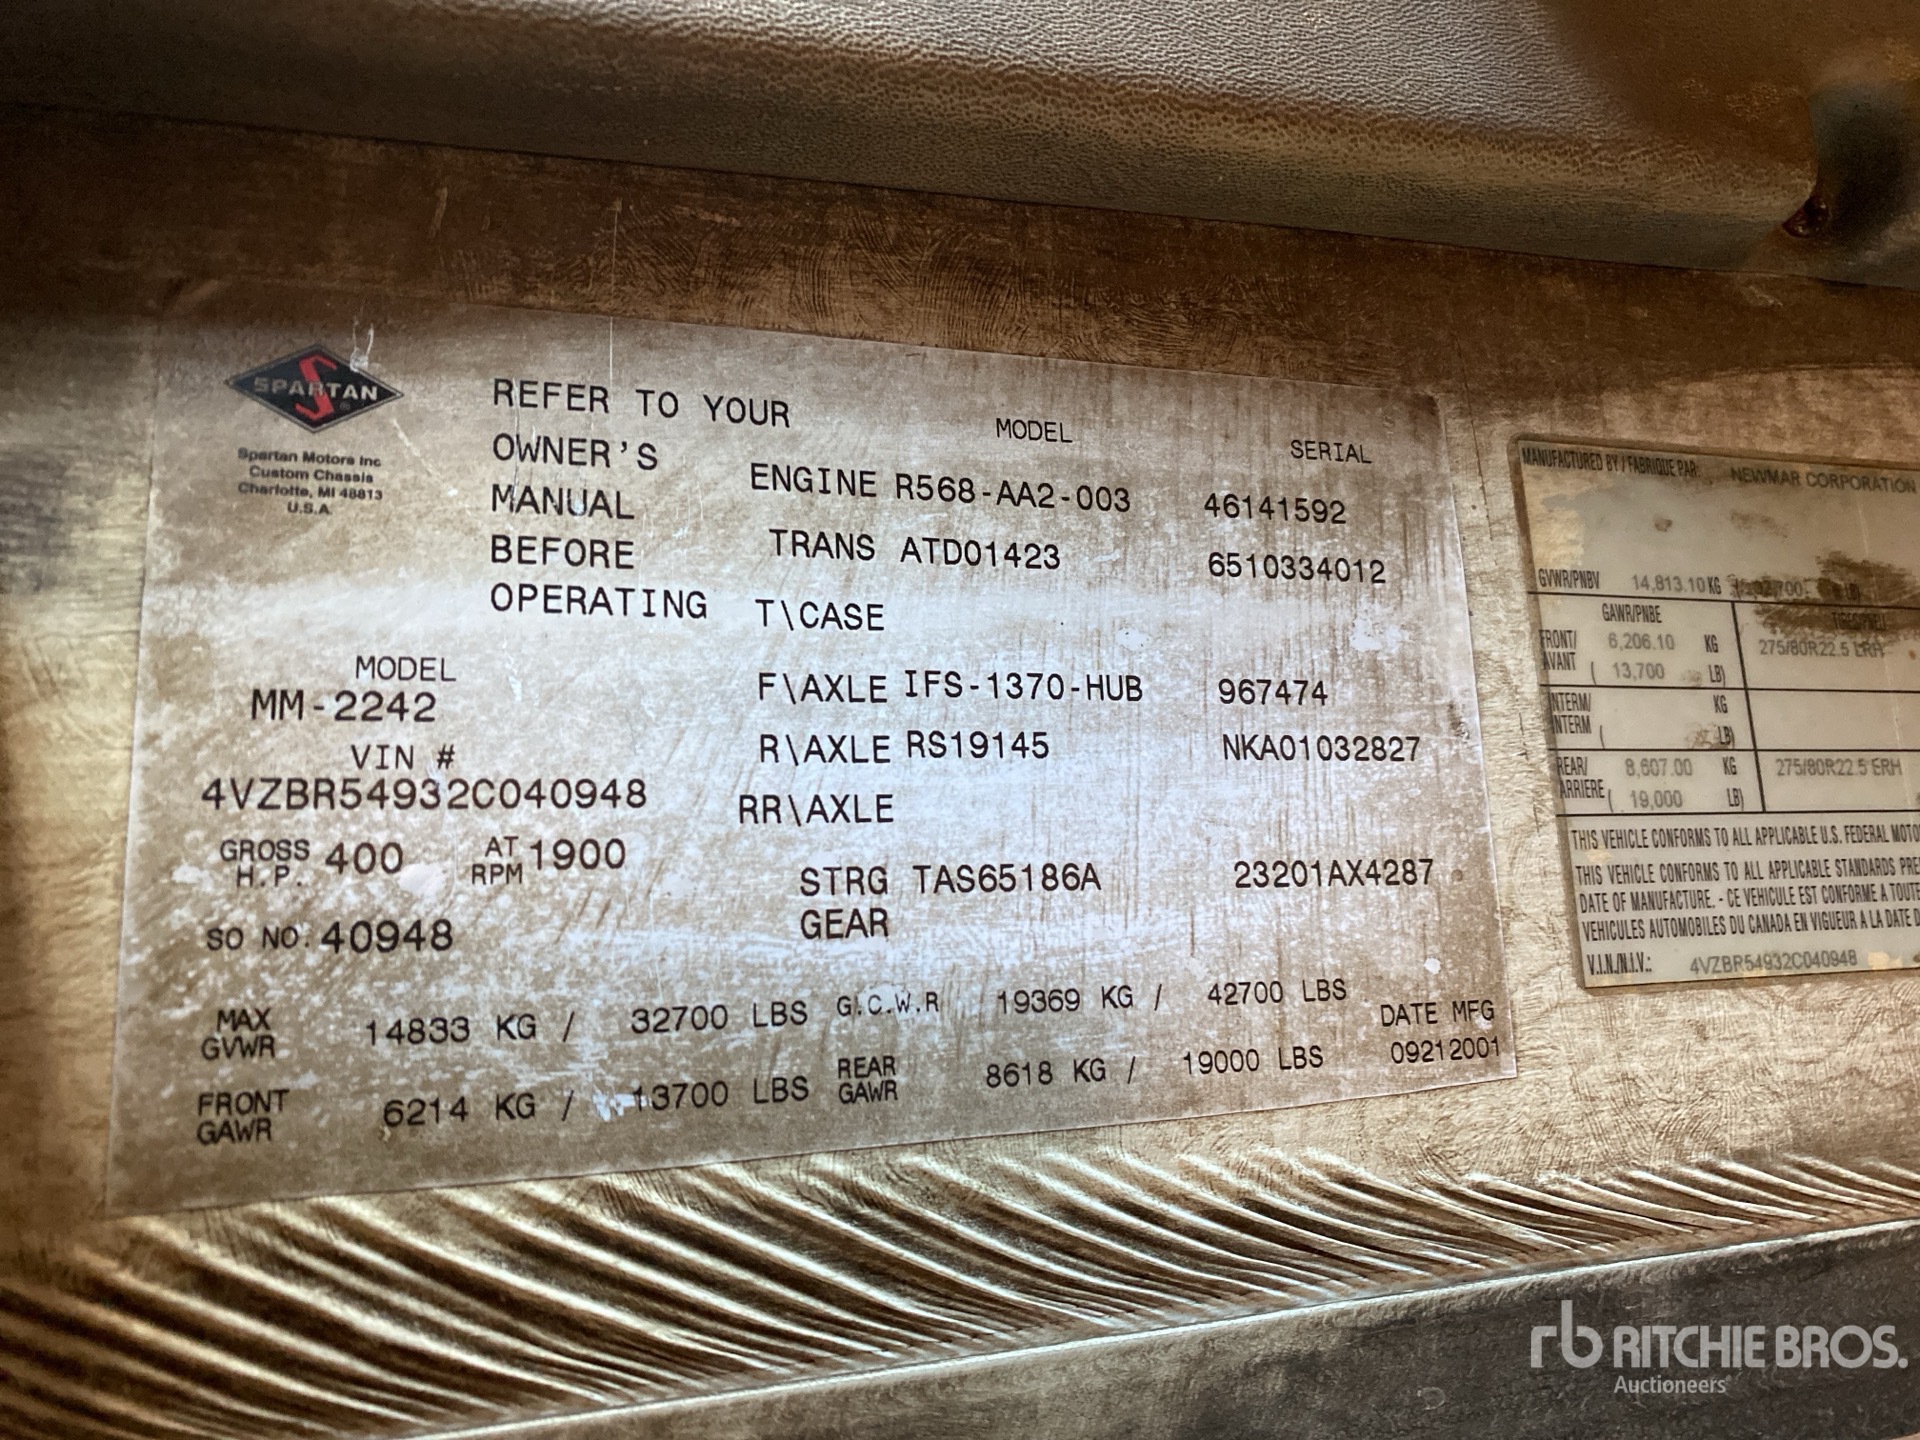 SPARTAN
Spartan Motors Inc
Custom Chassis
Charlotte, MI 48813
U.S.A.
REFER TO YOUR
OWNER'S
MANUAL
BEFORE
OPERATING
MODEL SERIAL
ENGINE R568-AA2-003 46141592
TRANS ATD01423 6510334012
T\CASE
F\AXLE IFS-1370-HUB 967474
R\AXLE RS19145 NKA01032827
RR\AXLE
STRG GEAR TAS65186A 23201AX4287
MODEL
MM-2242
VIN #
4VZBR54932C040948
GROSS H.P. 400 AT RPM 1900
SO NO. 40948
MAX GVWR 14833 KG / 32700 LBS G.C.W.R 19369 KG / 42700 LBS
FRONT GAWR 6214 KG / 13700 LBS REAR GAWR 8618 KG / 19000 LBS
DATE MFG
09212001
MANUFACTURED BY / FABRIQUE PAR: NEWMAR CORPORATION
GVWR/PNBV 14,813.10 KG ( 32,700 LB)
GAWR/PNBE
FRONT/ AVANT 6,206.10 KG 275/80R22.5 ERH
( 13,700 LB)
INTERM/ INTERM KG
( LB)
REAR/ ARRIERE 8,607.00 KG 275/80R22.5 ERH
( 19,000 LB)
THIS VEHICLE CONFORMS TO ALL APPLICABLE U.S. FEDERAL
THIS VEHICLE CONFORMS TO ALL APPLICABLE STANDARDS
DATE OF MANUFACTURE. - CE VEHICULE EST CONFORME A
VEHICULES AUTOMOBILES DU CANADA EN VIGUEUR A LA DATE
V.I.N./N.I.V.: 4VZBR54932C040948
rb RITCHIE BROS.
Auctioneers